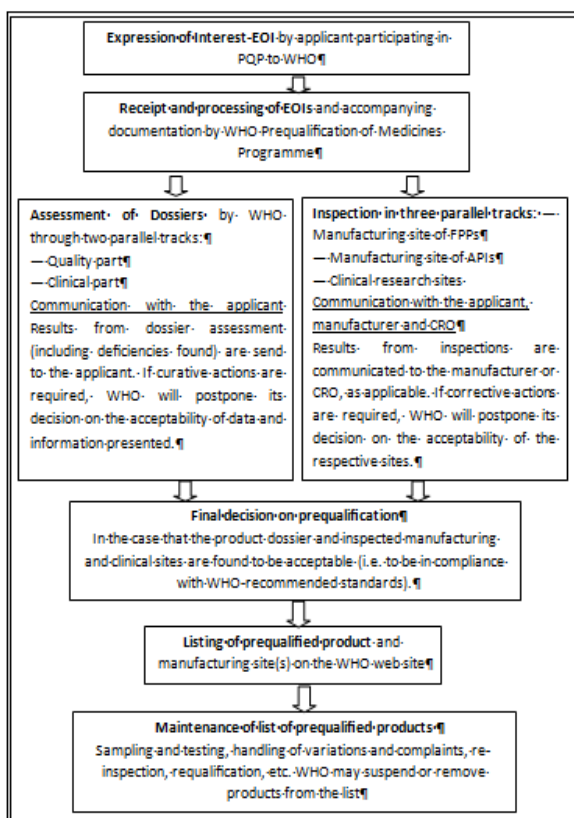 Expression of Interest-EOI by applicant participating in
PQP to WHO¶
Receipt and processing of EOIs and accompanying
documentation by WHO Prequalification of Medicines
Programme¶
Assessment of Dossiers by WHO
through two parallel tracks:¶
— Quality part¶
— Clinical part¶
Communication with the applicant
Results from dossier assessment
(including deficiencies found) are send
to the applicant. If curative actions are
required, WHO will postpone its
decision on the acceptability of data and
information presented.¶
Inspection in three parallel tracks: —
Manufacturing site of FPPs¶
— Manufacturing site of APIs¶
— Clinical research sites
Communication with the applicant,
manufacturer and CRO¶
Results from inspections are
communicated to the manufacturer or
CRO, as applicable. If corrective actions
are required, WHO will postpone its
decision on the acceptability of the
respective sites.¶
Final decision on prequalification¶
In the case that the product dossier and inspected manufacturing
and clinical sites are found to be acceptable (i.e. to be in compliance
with WHO-recommended standards).¶
Listing of prequalified product and
manufacturing site(s) on the WHO web site¶
Maintenance of list of prequalified products¶
Sampling and testing, handling of variations and complaints, re-
inspection, requalification, etc. WHO may suspend or remove
products from the list¶